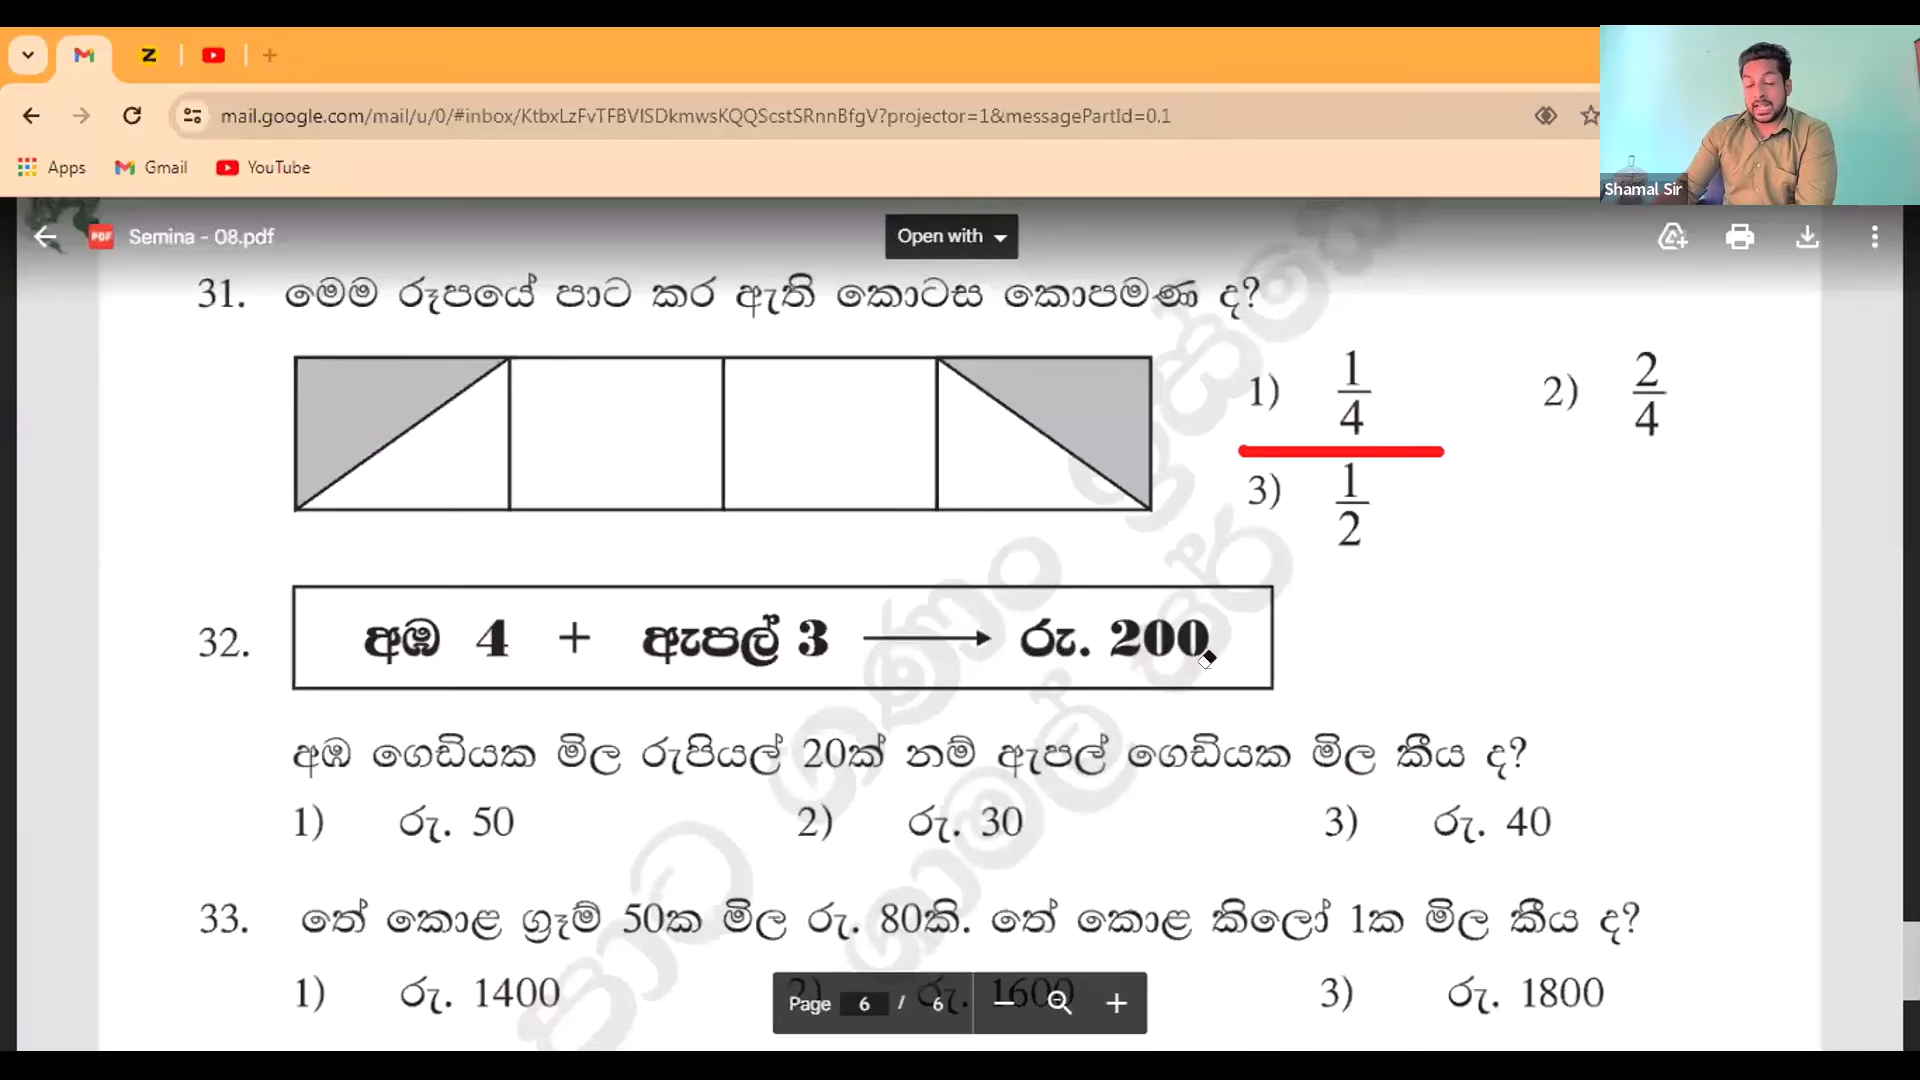 mail.google.com/mail/u/0/#inbox/KtbxLzFvTFBVlSDkmwsKQQScstSRnnBfgV?projector=1&messagePartId=0.1
Apps Gmail YouTube
Shamal Sir
PDF Semina - 08.pdf Open with
31. මෙම රූපයේ පාට කර ඇති කොටස කොපමණ ද?
1) 1/4 2) 2/4
3) 1/2
32. අඹ 4 + ඇපල් 3 → රු. 200
අඹ ගෙඩියක මිල රුපියල් 20ක් නම් ඇපල් ගෙඩියක මිල කීය ද?
1) රු. 50 2) රු. 30 3) රු. 40
33. තේ කොළ ග්‍රෑම් 50ක මිල රු. 80කි. තේ කොළ කිලෝ 1ක මිල කීය ද?
1) රු. 1400 2) රු. 1600 3) රු. 1800
Page 6 / 6